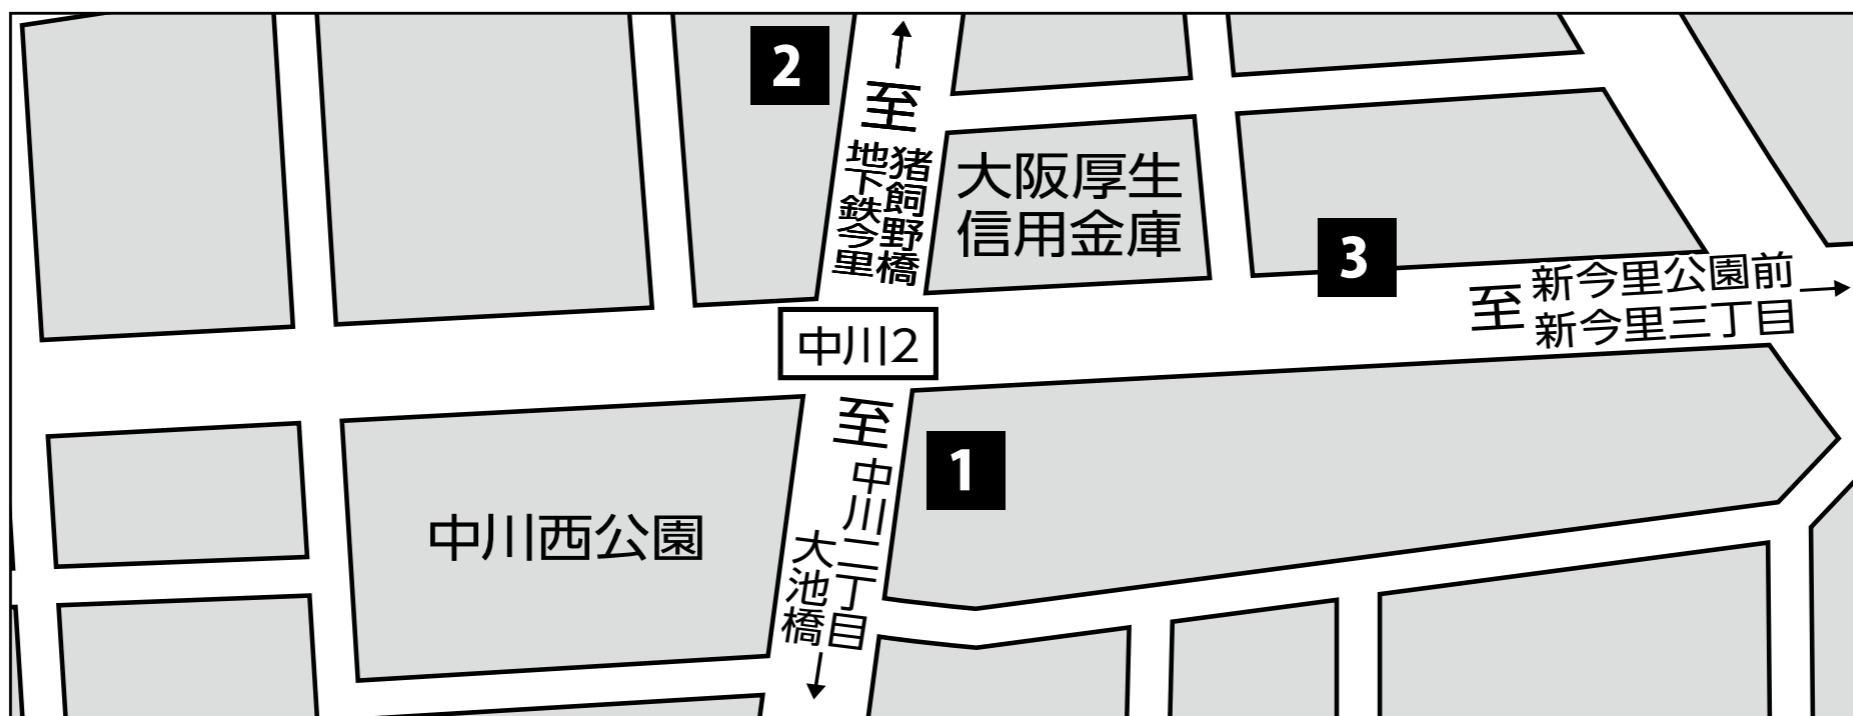 2
至
猪飼野橋
地下鉄今里
大阪厚生
信用金庫
3
至
新今里公園前
新今里三丁目
中川2
至
中川二丁目
大池橋
1
中川西公園